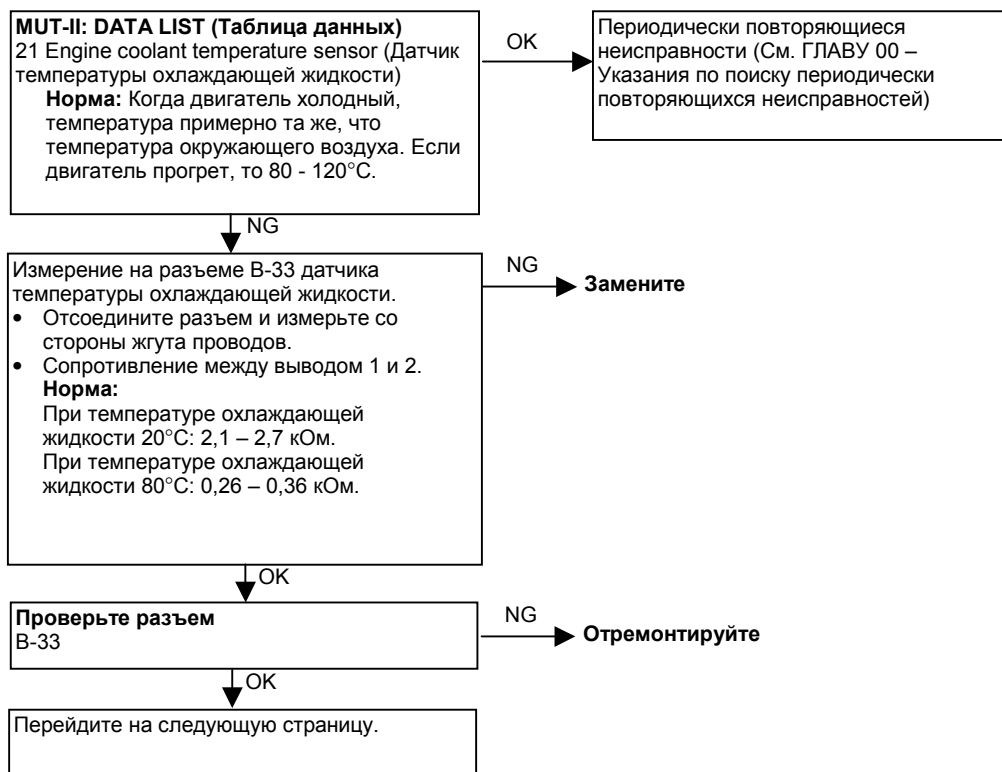 MUT-II: DATA LIST (Таблица данных)
21 Engine coolant temperature sensor (Датчик
температуры охлаждающей жидкости)
Норма: Когда двигатель холодный,
температура примерно та же, что
температура окружающего воздуха. Если
двигатель прогрет, то 80 - 120°C.
OK
Периодически повторяющиеся
неисправности (См. ГЛАВУ 00 –
Указания по поиску периодически
повторяющихся неисправностей)
NG
Измерение на разъеме В-33 датчика
температуры охлаждающей жидкости.
• Отсоедините разъем и измерьте со
стороны жгута проводов.
• Сопротивление между выводом 1 и 2.
Норма:
При температуре охлаждающей
жидкости 20°C: 2,1 – 2,7 кОм.
При температуре охлаждающей
жидкости 80°C: 0,26 – 0,36 кОм.
NG
Замените
OK
Проверьте разъем
В-33
NG
Отремонтируйте
OK
Перейдите на следующую страницу.